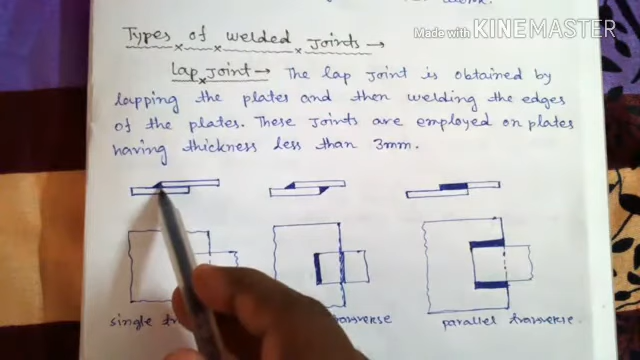 Made with KINEMASTER
Types of welded joints →
Lap joint → The lap joint is obtained by
lapping the plates and then welding the edges
of the plates. These joints are employed on plates
having thickness less than 3mm.
single transverse parallel transverse.